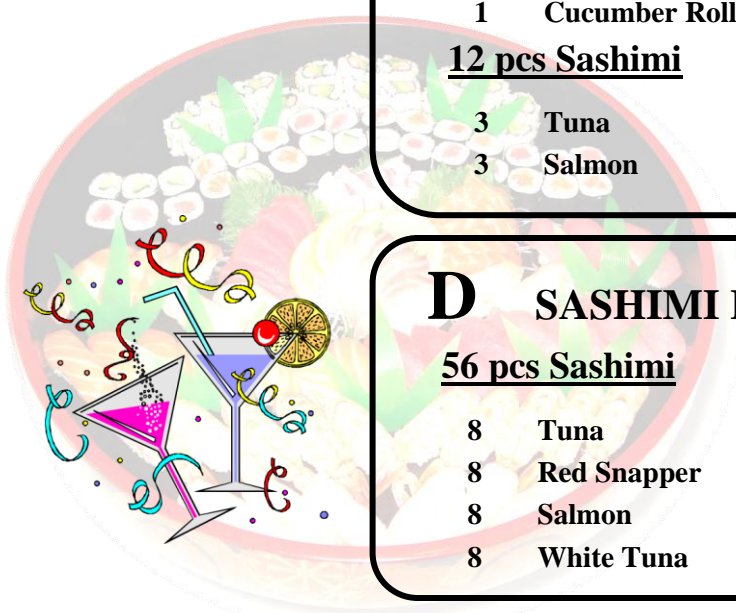 1 Cucumber Roll
12 pcs Sashimi
3 Tuna
3 Salmon
D SASHIMI
56 pcs Sashimi
8 Tuna
8 Red Snapper
8 Salmon
8 White Tuna